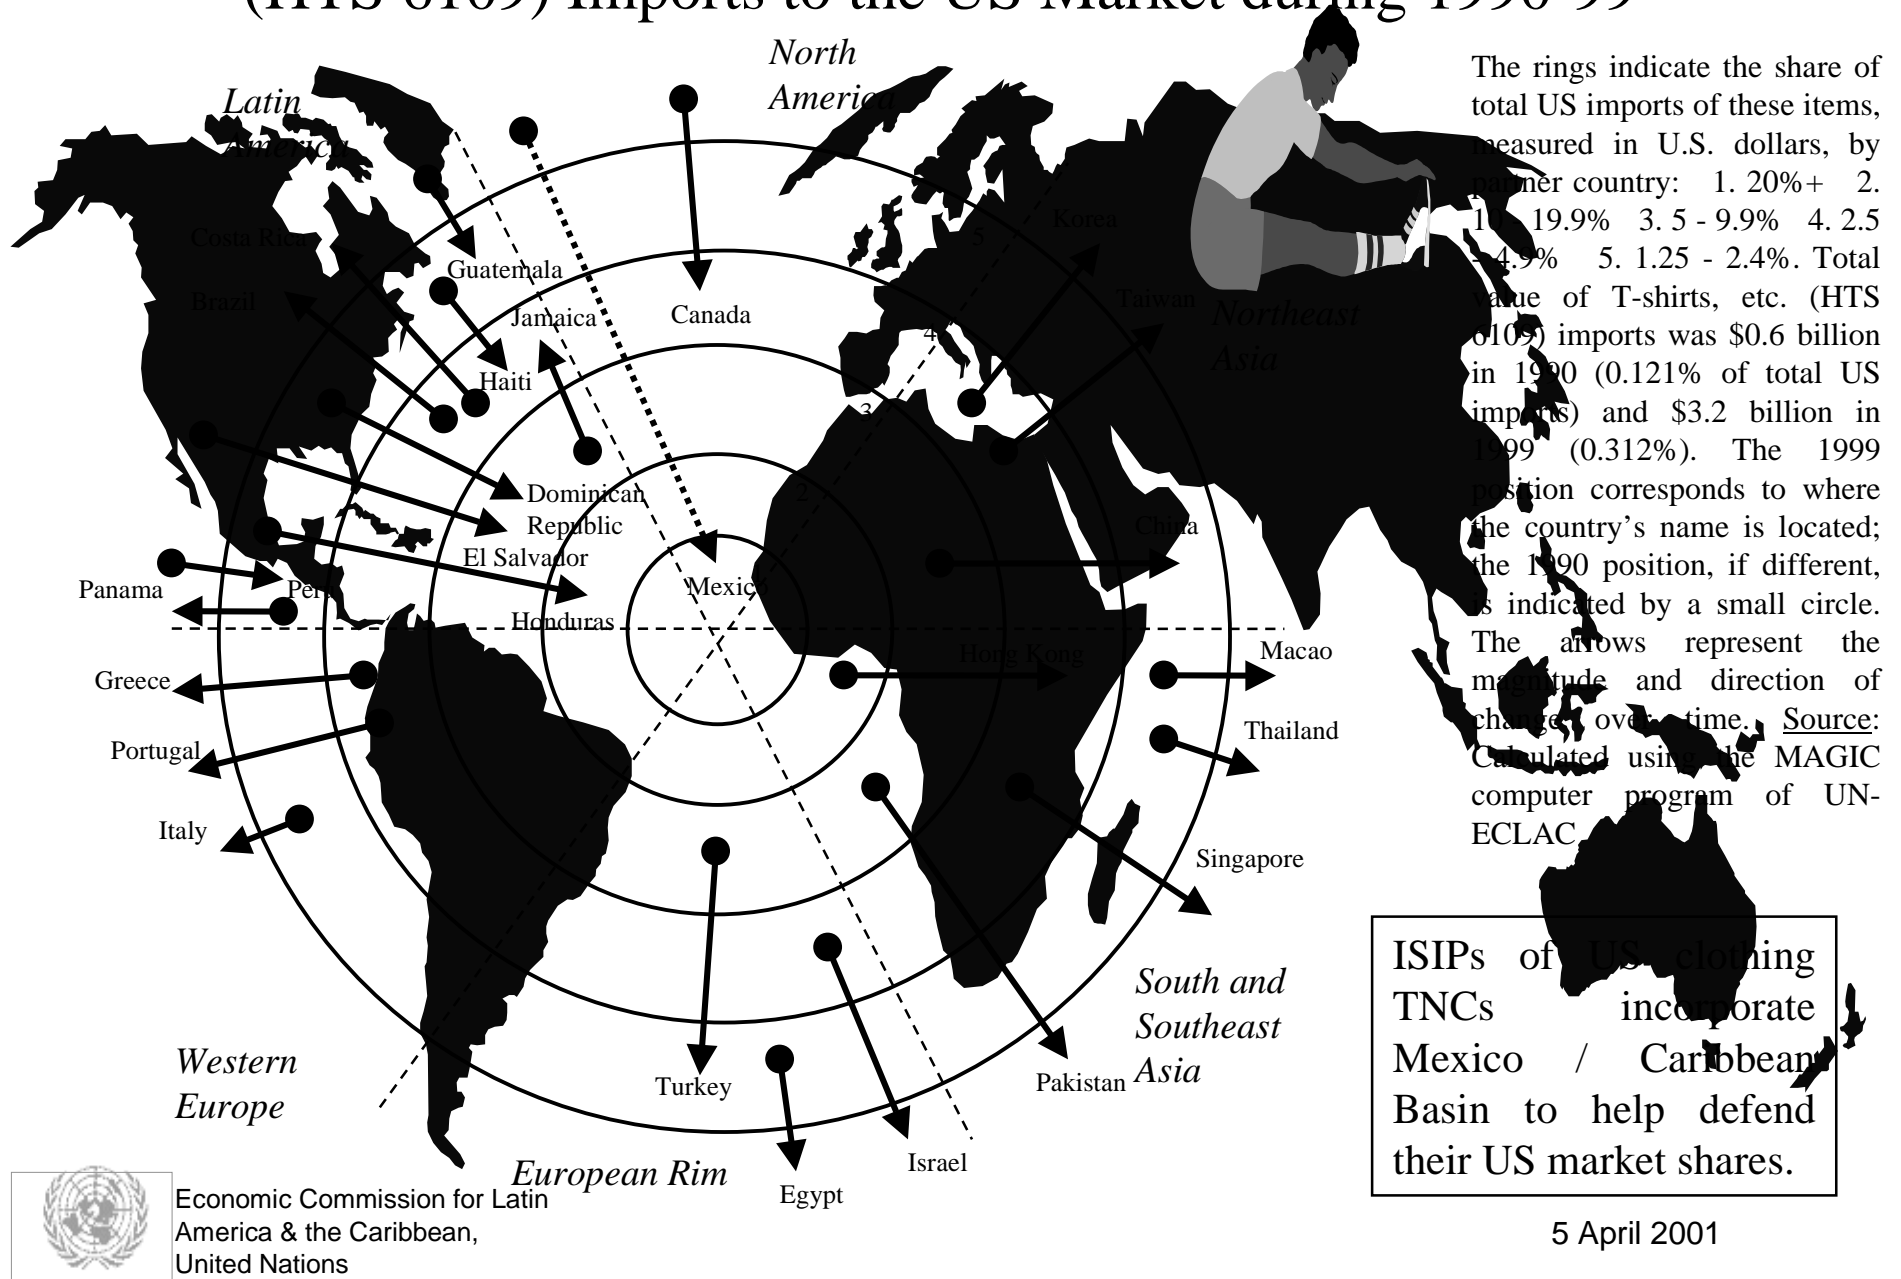 (HTS 6109) Imports to the US Market during 1990-99
North
America
Latin
America
The rings indicate the share of
total US imports of these items,
measured in U.S. dollars, by
partner country: 1. 20%+ 2.
10 19.9% 3. 5 - 9.9% 4. 2.5
- 4.9% 5. 1.25 - 2.4%. Total
value of T-shirts, etc. (HTS
6109) imports was $0.6 billion
in 1990 (0.121% of total US
imports) and $3.2 billion in
1999 (0.312%). The 1999
position corresponds to where
the country's name is located;
the 1990 position, if different,
is indicated by a small circle.
The arrows represent the
magnitude and direction of
change over time. Source:
Calculated using the MAGIC
computer program of UN-
ECLAC
Costa Rica
Korea
5
Guatemala
Brazil
Taiwan
Jamaica
Canada
Northeast
Asia
4
Haiti
3
Dominican
Republic
2
China
El Salvador
Panama
Peru
Mexico
Honduras
Hong Kong
Macao
Greece
Portugal
Thailand
Italy
Singapore
South and
Southeast
Asia
Western
Europe
Turkey
Pakistan
European Rim
Israel
Egypt
ISIPs of US clothing
TNCs incorporate
Mexico / Caribbean
Basin to help defend
their US market shares.
Economic Commission for Latin
America & the Caribbean,
United Nations
5 April 2001